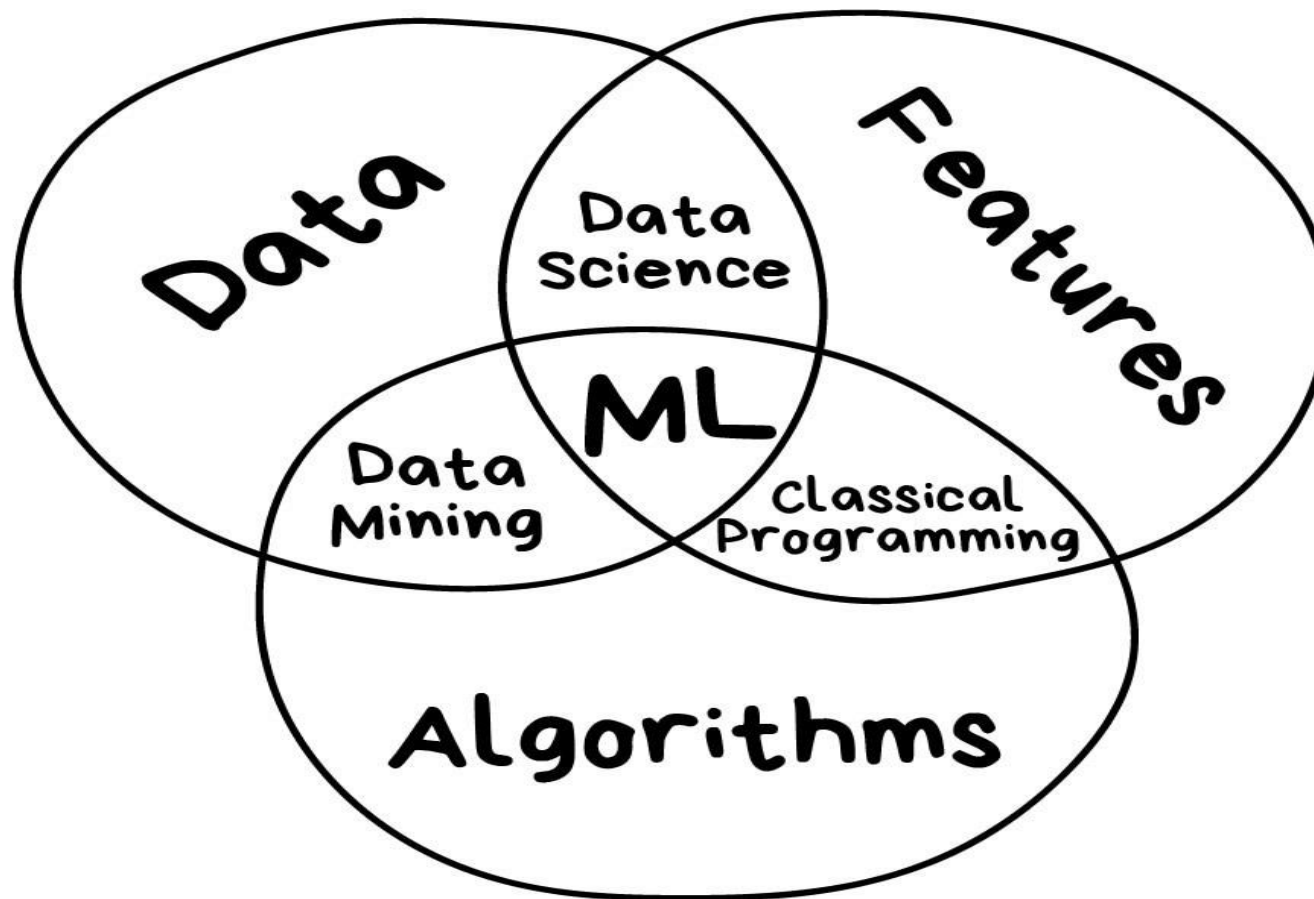 Data
Features
Data
Science
ML
Data
Mining
Classical
Programming
Algorithms